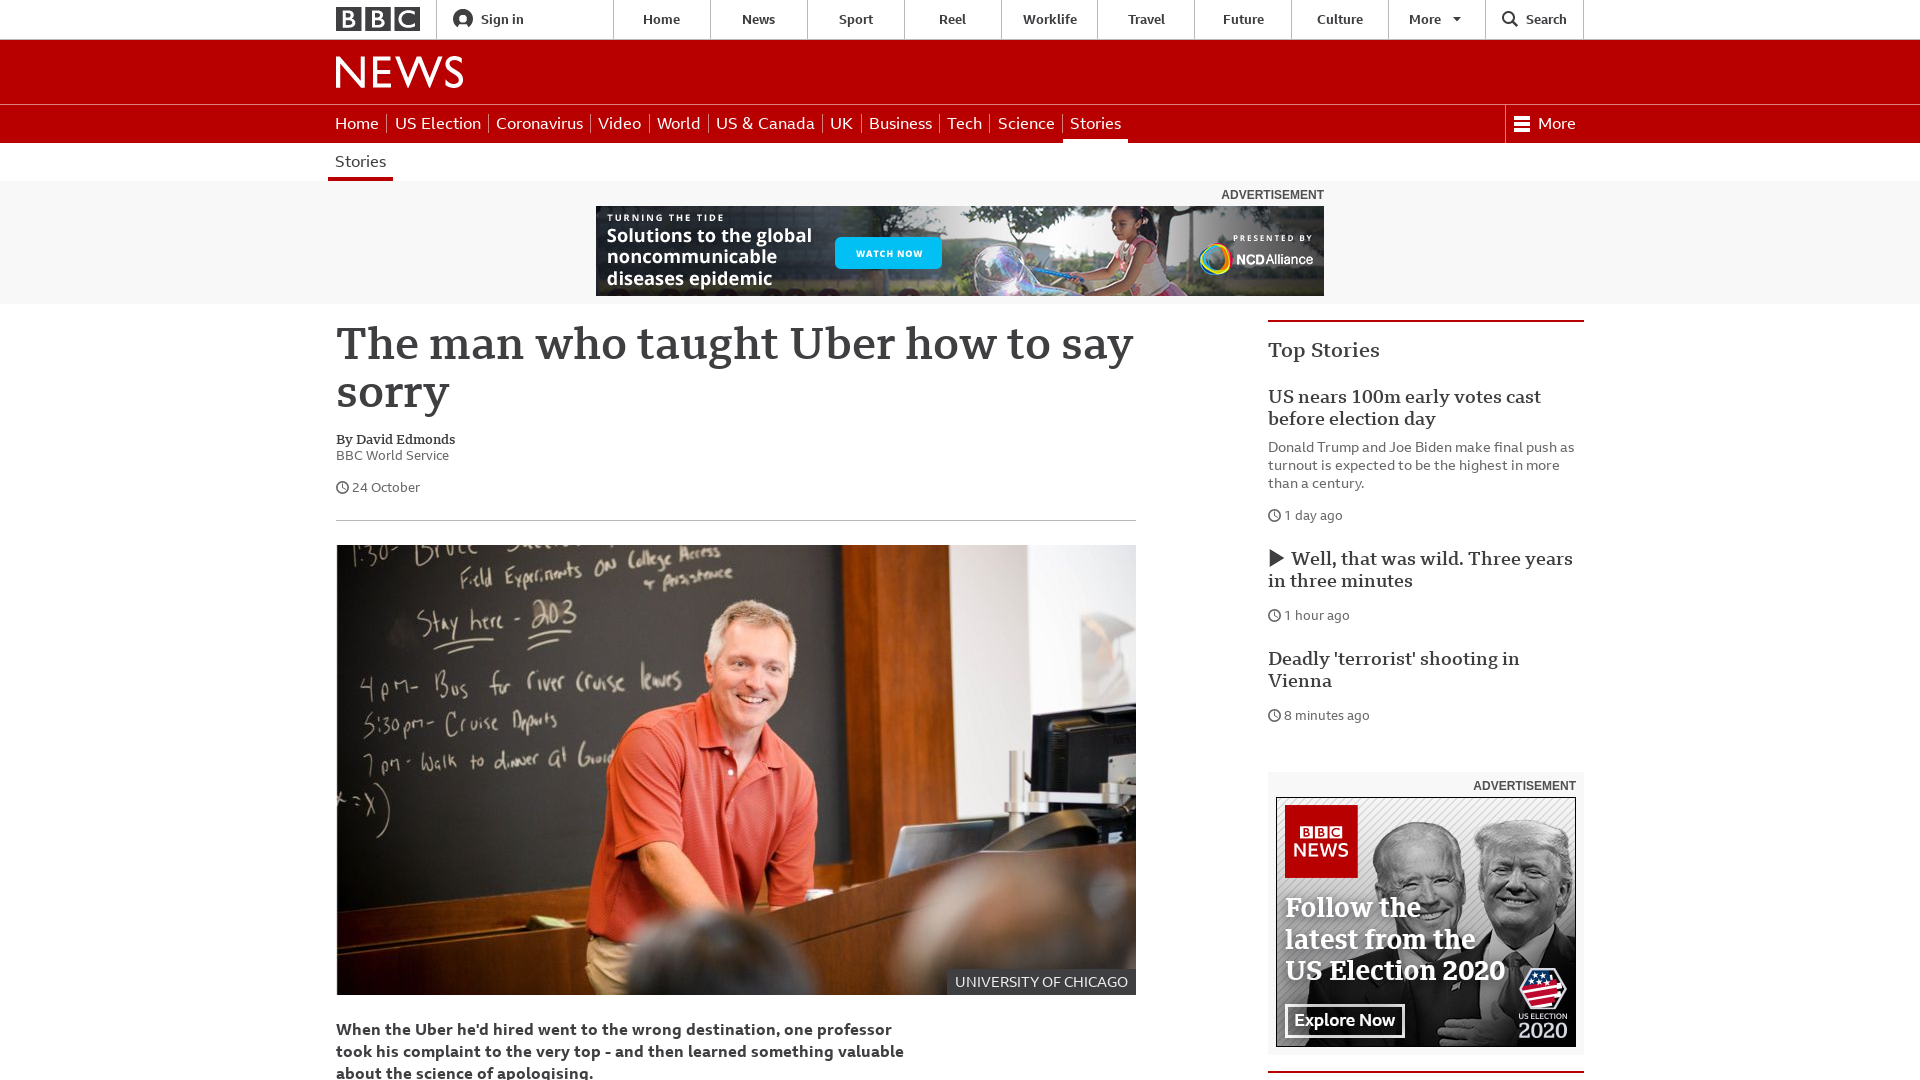 BBC
Sign in
Home
News
Sport
Reel
Worklife
Travel
Future
Culture
More
Search
NEWS
Home
US Election
Coronavirus
Video
World
US & Canada
UK
Business
Tech
Science
Stories
More
Stories
ADVERTISEMENT
TURNING THE TIDE
Solutions to the global
noncommunicable
diseases epidemic
WATCH NOW
PRESENTED BY
NCDAlliance
The man who taught Uber how to say
sorry
By David Edmonds
BBC World Service
24 October
1:30- Bruce
Field Experiments on College Access
+ Persistence
Stay here - 203
4 pm- Bus for river cruise leaves
5:30pm- Cruise Departs
7 pm- Walk to dinner at
UNIVERSITY OF CHICAGO
When the Uber he'd hired went to the wrong destination, one professor
took his complaint to the very top - and then learned something valuable
about the science of apologising.
Top Stories
US nears 100m early votes cast
before election day
Donald Trump and Joe Biden make final push as
turnout is expected to be the highest in more
than a century.
1 day ago
Well, that was wild. Three years
in three minutes
1 hour ago
Deadly 'terrorist' shooting in
Vienna
8 minutes ago
ADVERTISEMENT
BBC
NEWS
Follow the
latest from the
US Election 2020
Explore Now
US ELECTION
2020